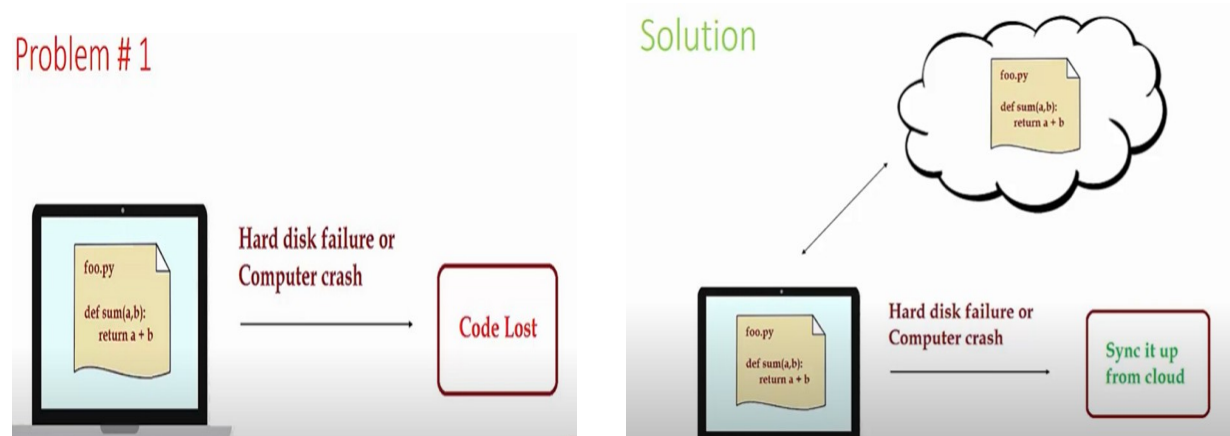 Problem # 1
foo.py
def sum(a,b):
return a + b
Hard disk failure or
Computer crash
Code Lost
Solution
foo.py
def sum(a,b):
return a + b
foo.py
def sum(a,b):
return a + b
Hard disk failure or
Computer crash
Sync it up
from cloud